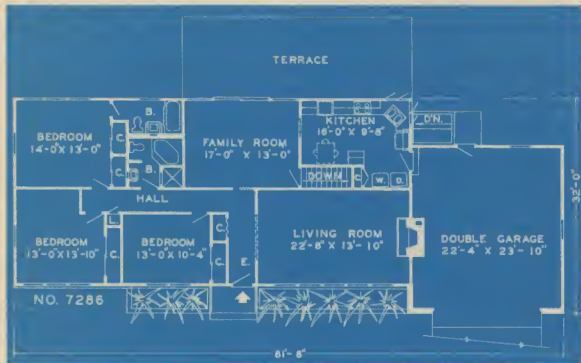 TERRACE
B.
KITCHEN
16'-0" X 9'-8"
D'N.
BEDROOM
14'-0" X 13'-0"
C.
FAMILY ROOM
17'-0" X 13'-0"
C.
B.
DOWN
C.
W.
D.
HALL
L.
C.
BEDROOM
13'-0" X 13'-10"
C.
BEDROOM
13'-0" X 10'-4"
C.
E.
LIVING ROOM
22'-8" X 13'-10"
DOUBLE GARAGE
22'-4" X 23'-10"
32'-0"
NO. 7286
81'-8"